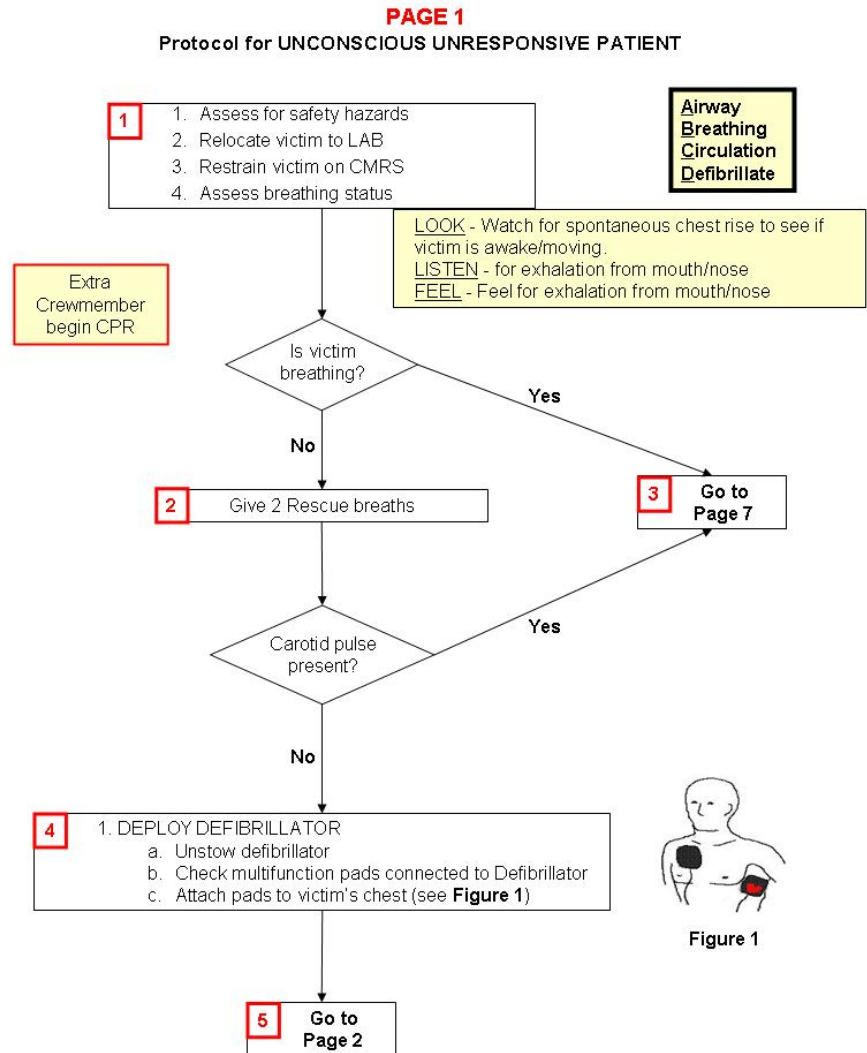 PAGE 1
Protocol for UNCONSCIOUS UNRESPONSIVE PATIENT
1
1. Assess for safety hazards
2. Relocate victim to LAB
3. Restrain victim on CMRS
4. Assess breathing status
Airway
Breathing
Circulation
Defibrillate
LOOK - Watch for spontaneous chest rise to see if
victim is awake/moving.
LISTEN - for exhalation from mouth/nose
FEEL - Feel for exhalation from mouth/nose
Extra
Crewmember
begin CPR
Is victim
breathing?
Yes
No
2
Give 2 Rescue breaths
3
Go to
Page 7
Carotid pulse
present?
Yes
No
4
1. DEPLOY DEFIBRILLATOR
a. Unstow defibrillator
b. Check multifunction pads connected to Defibrillator
c. Attach pads to victim's chest (see Figure 1)
Figure 1
5
Go to
Page 2